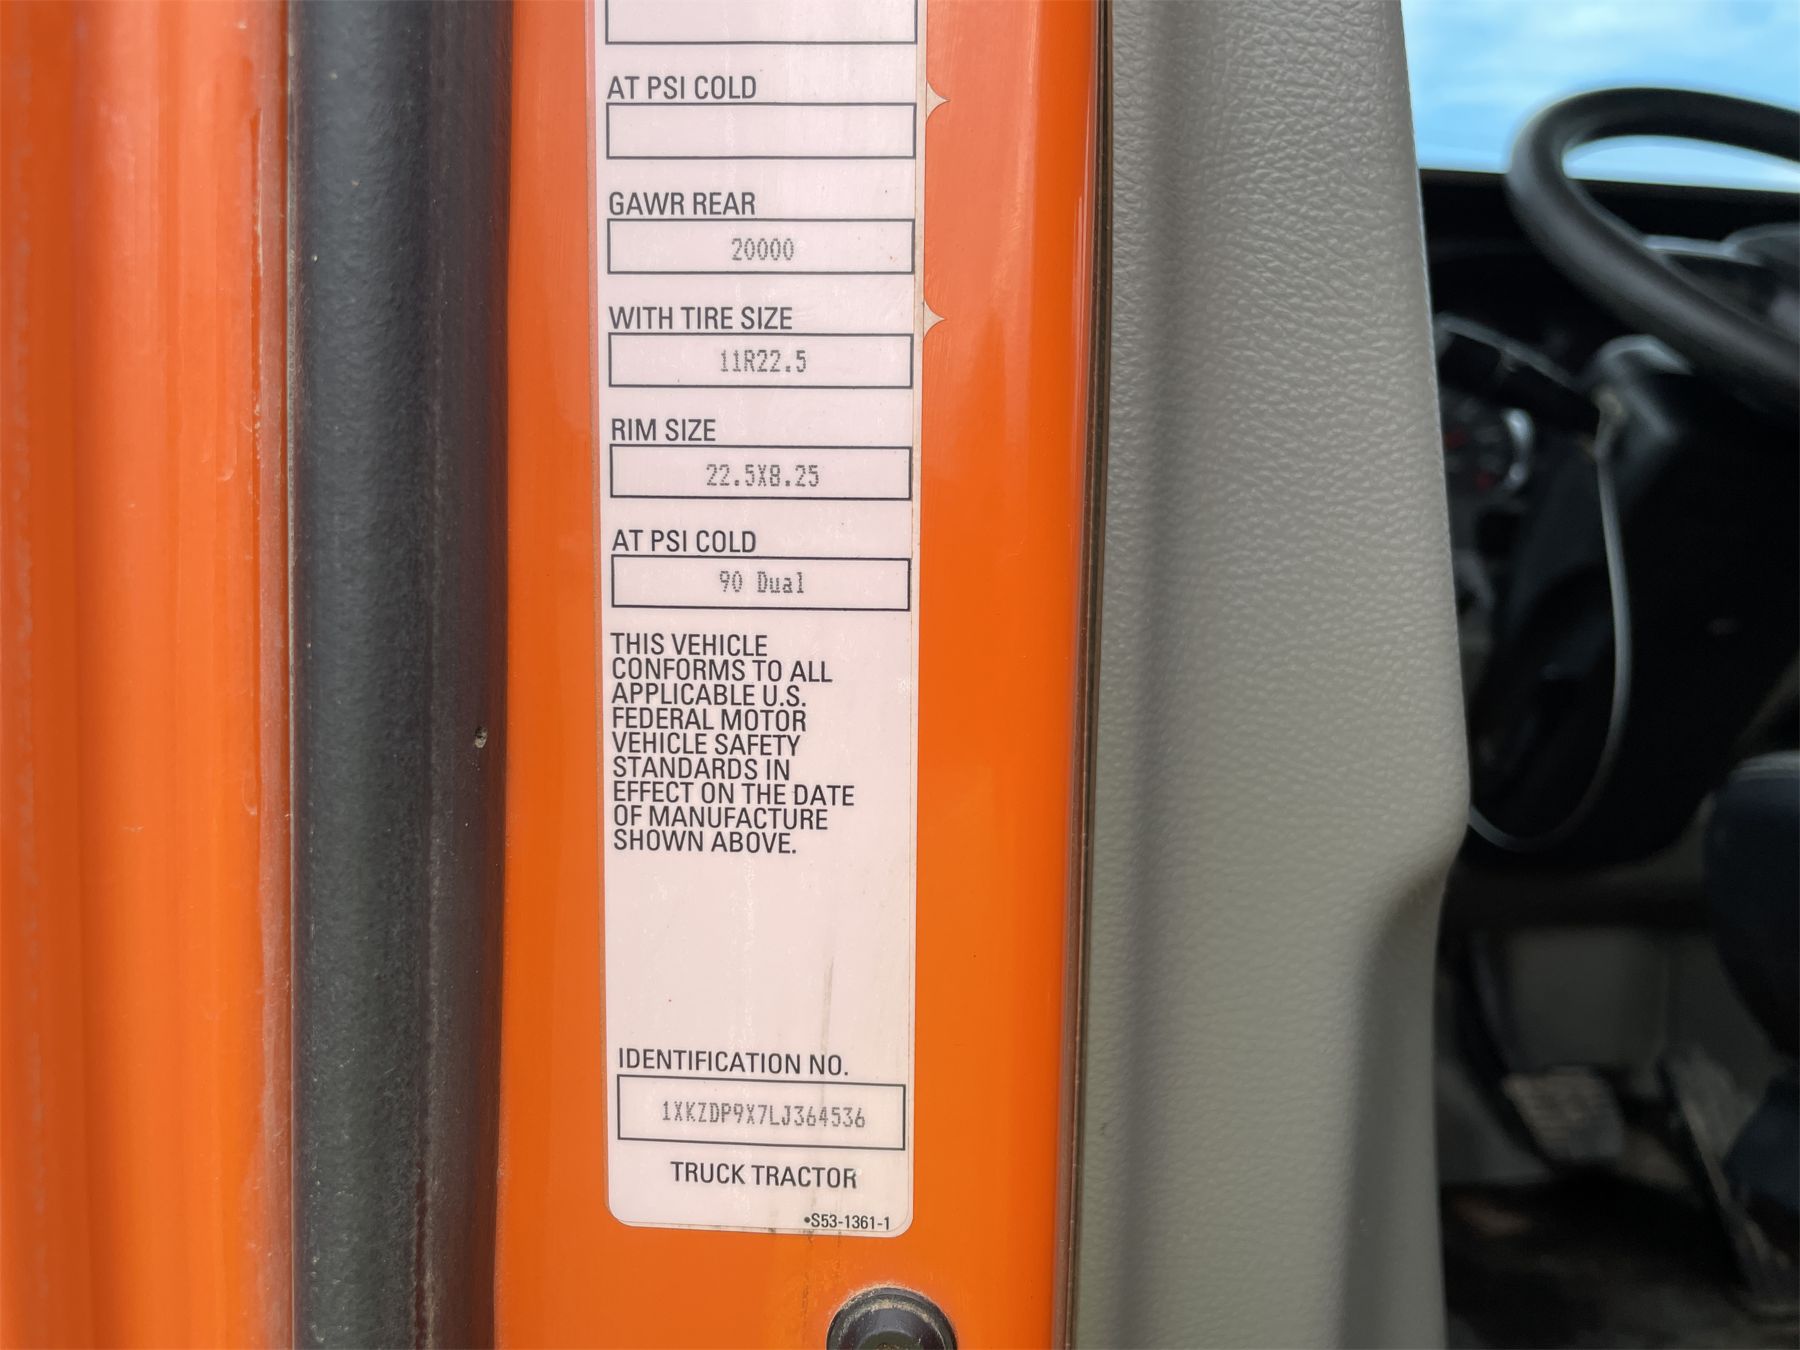 AT PSI COLD
GAWR REAR
20000
WITH TIRE SIZE
11R22.5
RIM SIZE
22.5X8.25
AT PSI COLD
90 Dual
THIS VEHICLE
CONFORMS TO ALL
APPLICABLE U.S.
FEDERAL MOTOR
VEHICLE SAFETY
STANDARDS IN
EFFECT ON THE DATE
OF MANUFACTURE
SHOWN ABOVE.
IDENTIFICATION NO.
1XKZDP9X7LJ364536
TRUCK TRACTOR
•S53-1361-1